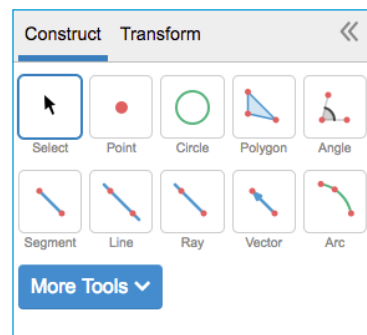 Construct Transform
Select Point Circle Polygon Angle
Segment Line Ray Vector Arc
More Tools